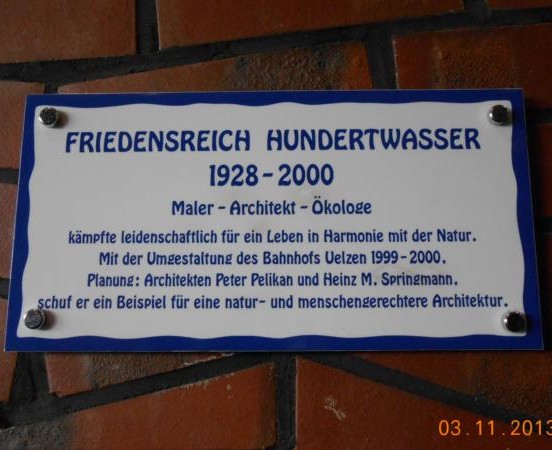 FRIEDENSREICH HUNDERTWASSER
1928 – 2000
Maler – Architekt – Ökologe
kämpfte leidenschaftlich für ein Leben in Harmonie mit der Natur.
Mit der Umgestaltung des Bahnhofs Uelzen 1999 – 2000.
Planung: Architekten Peter Pelikan und Heinz M. Springmann.
schuf er ein Beispiel für eine natur- und menschengerechtere Architektur.
03.11.2013